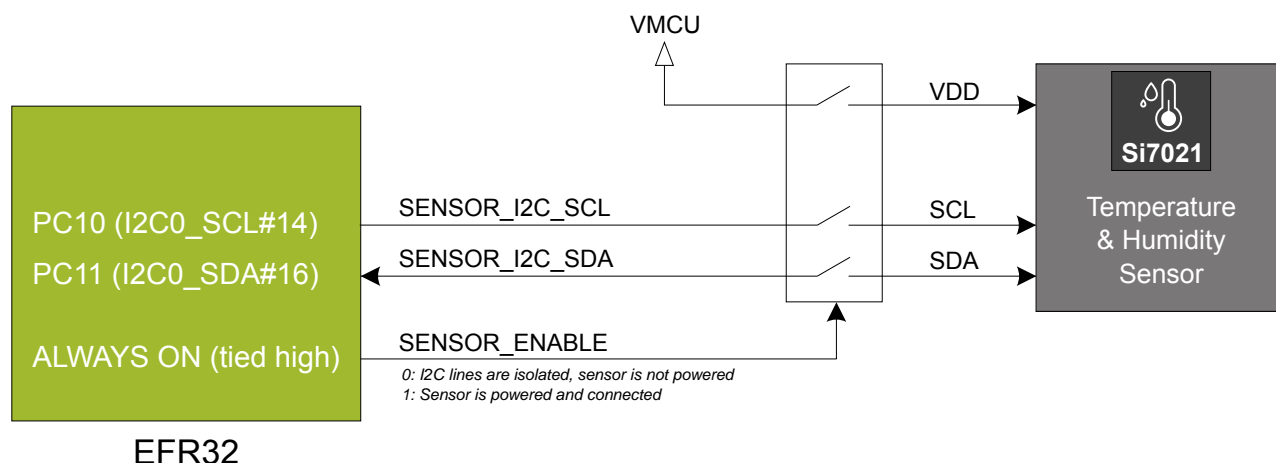 VMCU
VDD
Si7021
PC10 (I2C0_SCL#14)
SENSOR_I2C_SCL
SCL
Temperature
& Humidity
Sensor
PC11 (I2C0_SDA#16)
SENSOR_I2C_SDA
SDA
ALWAYS ON (tied high)
SENSOR_ENABLE
0: I2C lines are isolated, sensor is not powered
1: Sensor is powered and connected
EFR32